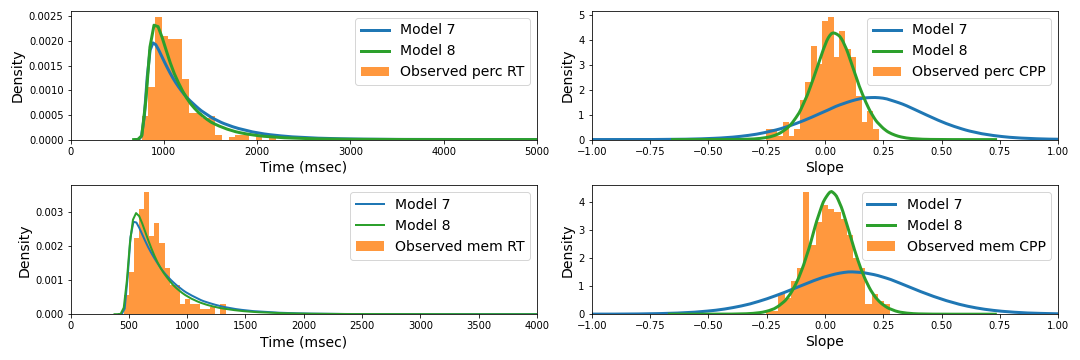 0.0025
0.0020
0.0015
0.0010
0.0005
0.0000
Density
Model 7
Model 8
Observed perc RT
0 1000 2000 3000 4000 5000
Time (msec)
5
4
3
2
1
0
Density
Model 7
Model 8
Observed perc CPP
−1.00 −0.75 −0.50 −0.25 0.00 0.25 0.50 0.75 1.00
Slope
0.003
0.002
0.001
0.000
Density
Model 7
Model 8
Observed mem RT
0 500 1000 1500 2000 2500 3000 3500 4000
Time (msec)
4
3
2
1
0
Density
Model 7
Model 8
Observed mem CPP
−1.00 −0.75 −0.50 −0.25 0.00 0.25 0.50 0.75 1.00
Slope